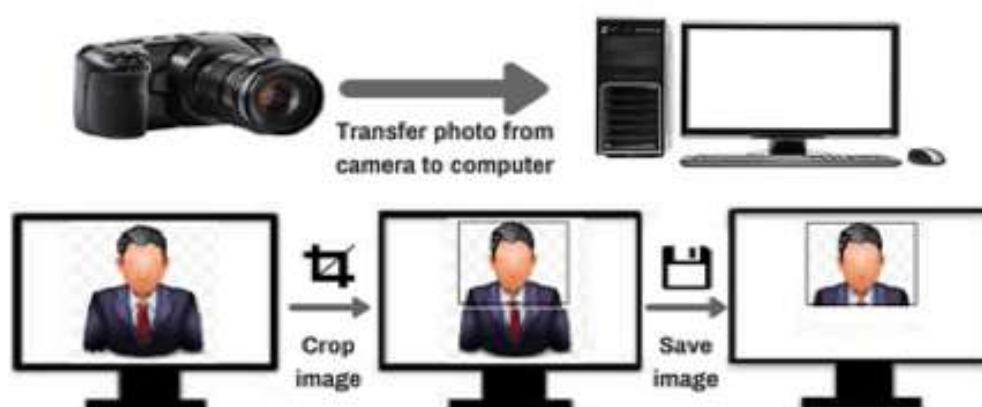 Transfer photo from
camera to computer
Crop
image
Save
image